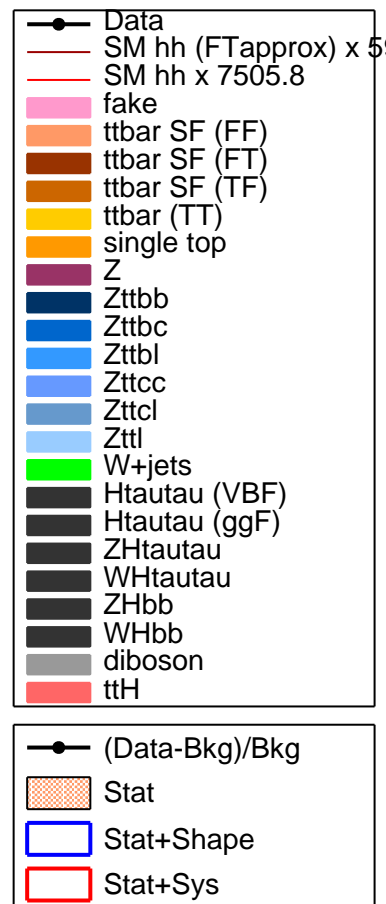 Data
SM hh (FTapprox) x 59
SM hh x 7505.8
fake
ttbar SF (FF)
ttbar SF (FT)
ttbar SF (TF)
ttbar (TT)
single top
Z
Zttbb
Zttbc
Zttbl
Zttcc
Zttcl
Zttl
W+jets
Htautau (VBF)
Htautau (ggF)
ZHtautau
WHtautau
ZHbb
WHbb
diboson
ttH
(Data-Bkg)/Bkg
Stat
Stat+Shape
Stat+Sys